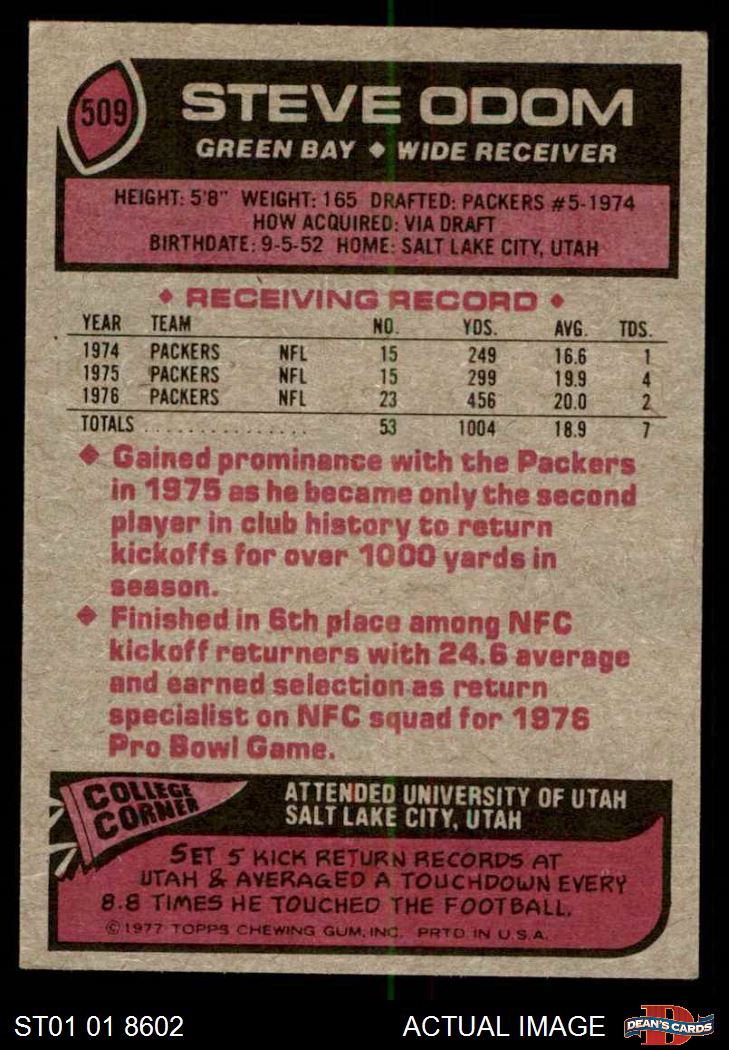 509
STEVE ODOM
GREEN BAY ♦ WIDE RECEIVER
HEIGHT: 5'8" WEIGHT: 165 DRAFTED: PACKERS #5-1974
HOW ACQUIRED: VIA DRAFT
BIRTHDATE: 9-5-52 HOME: SALT LAKE CITY, UTAH
♦ RECEIVING RECORD ♦
YEAR TEAM NO. YDS. AVG. TDS.
1974 PACKERS NFL 15 249 16.6 1
1975 PACKERS NFL 15 299 19.9 4
1976 PACKERS NFL 23 456 20.0 2
TOTALS ............... 53 1004 18.9 7
♦ Gained prominance with the Packers
in 1975 as he became only the second
player in club history to return
kickoffs for over 1000 yards in
season.
♦ Finished in 6th place among NFC
kickoff returners with 24.6 average
and earned selection as return
specialist on NFC squad for 1976
Pro Bowl Game.
COLLEGE
CORNER
ATTENDED UNIVERSITY OF UTAH
SALT LAKE CITY, UTAH
SET 5 KICK RETURN RECORDS AT
UTAH & AVERAGED A TOUCHDOWN EVERY
8.8 TIMES HE TOUCHED THE FOOTBALL.
©1977 TOPPS CHEWING GUM, INC. PRTD IN U.S.A.
ST01 01 8602 ACTUAL IMAGE D DEAN'S CARDS